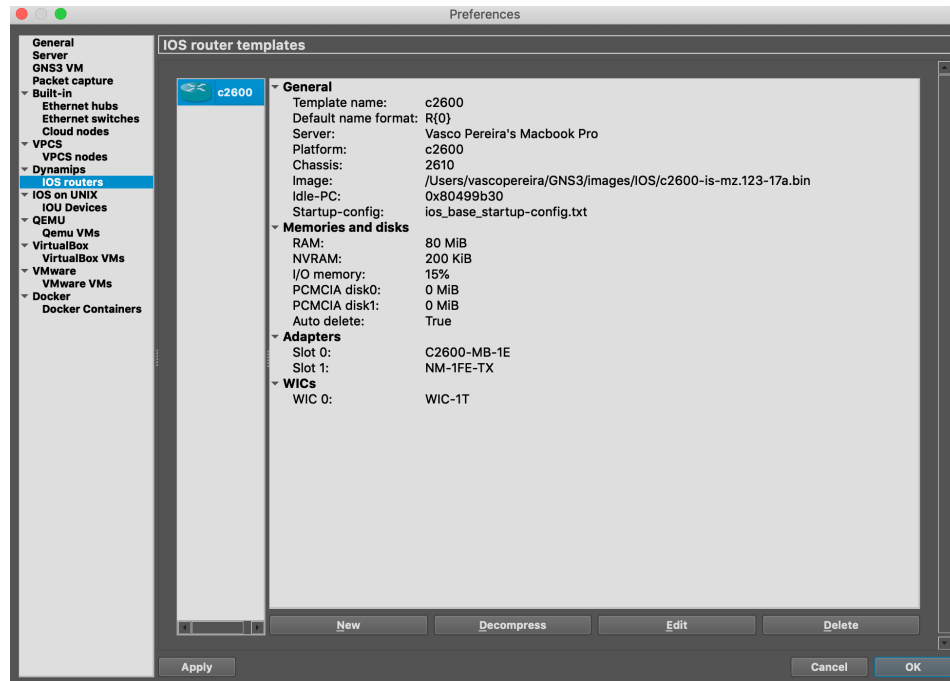 Preferences
General
Server
GNS3 VM
Packet capture
Built-in
Ethernet hubs
Ethernet switches
Cloud nodes
VPCS
VPCS nodes
Dynamips
IOS routers
IOS on UNIX
IOU Devices
QEMU
Qemu VMs
VirtualBox
VirtualBox VMs
VMware
VMware VMs
Docker
Docker Containers
IOS router templates
c2600
General
Template name: c2600
Default name format: R{0}
Server: Vasco Pereira's Macbook Pro
Platform: c2600
Chassis: 2610
Image: /Users/vascopereira/GNS3/images/IOS/c2600-is-mz.123-17a.bin
Idle-PC: 0x80499b30
Startup-config: ios_base_startup-config.txt
Memories and disks
RAM: 80 MiB
NVRAM: 200 KiB
I/O memory: 15%
PCMCIA disk0: 0 MiB
PCMCIA disk1: 0 MiB
Auto delete: True
Adapters
Slot 0: C2600-MB-1E
Slot 1: NM-1FE-TX
WICs
WIC 0: WIC-1T
New Decompress Edit Delete
Apply Cancel OK